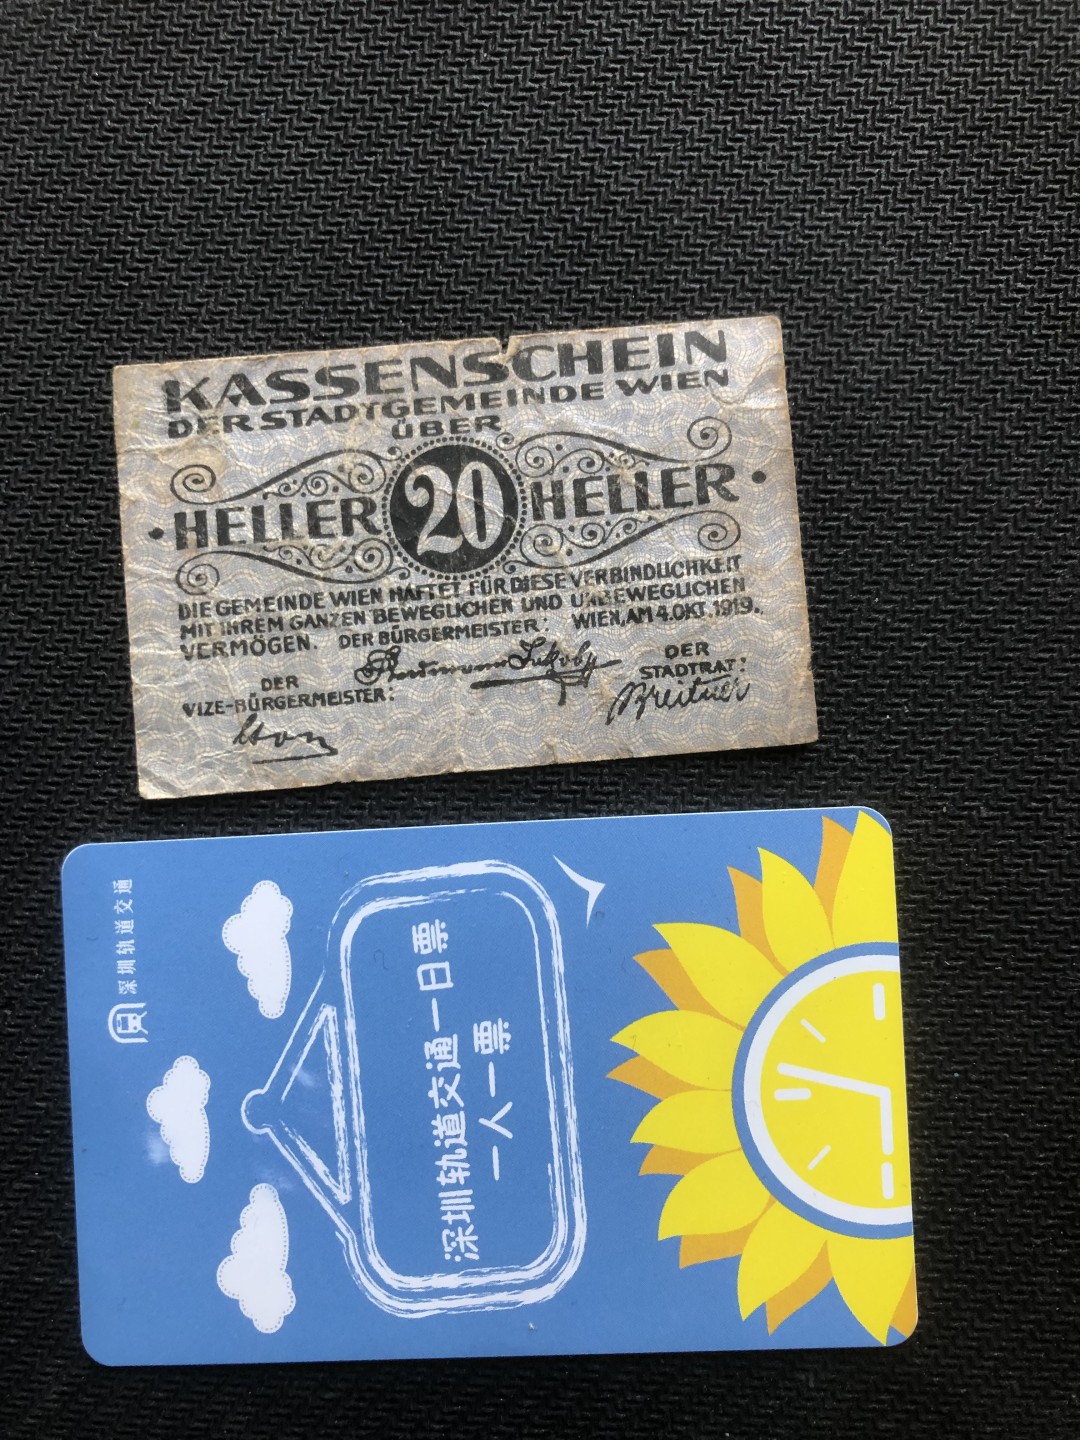 KASSENSCHEIN
DER STADTGEMEINDE WIEN
ÜBER
HELLER 20 HELLER
DIE GEMEINDE WIEN HAFTET FÜR DIESE VERBINDLICHKEIT
MIT IHREM GANZEN BEWEGLICHEN UND UNBEWEGLICHEN
VERMÖGEN. DER BÜRGERMEISTER: WIEN, AM 4. OKT. 1919.
DER
VIZE-BÜRGERMEISTER:
DER
STADTRAT:
Breitner
深圳轨道交通
深圳轨道交通一日票
一人一票